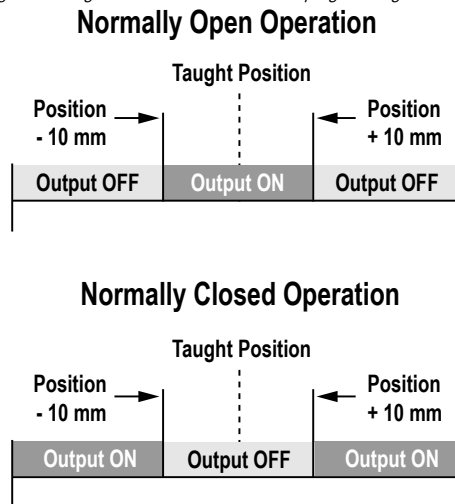 Normally Open Operation
Taught Position
Position
- 10 mm
Position
+ 10 mm
Output OFF Output ON Output OFF
Normally Closed Operation
Taught Position
Position
- 10 mm
Position
+ 10 mm
Output ON Output OFF Output ON